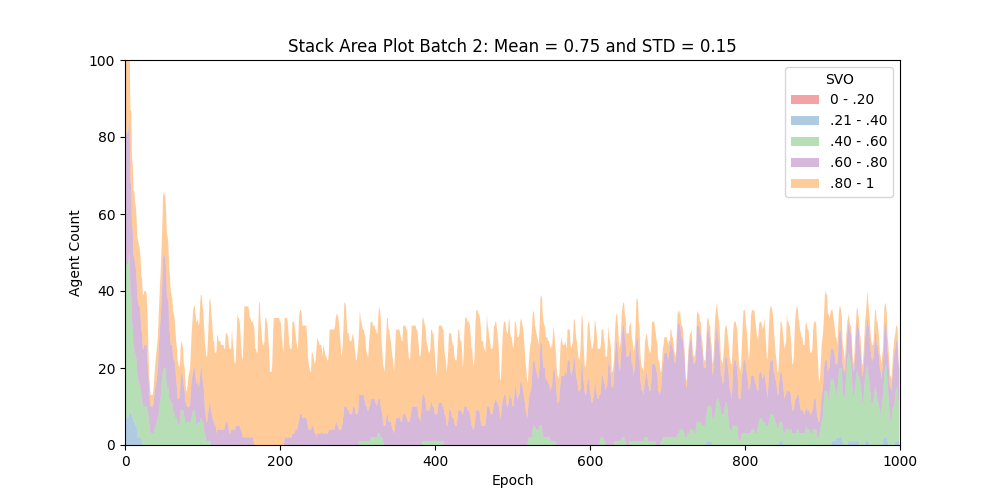 Stack Area Plot Batch 2: Mean = 0.75 and STD = 0.15
100
80
60
40
20
0
Agent Count
SVO
0 - .20
.21 - .40
.40 - .60
.60 - .80
.80 - 1
0
200
400
600
800
1000
Epoch